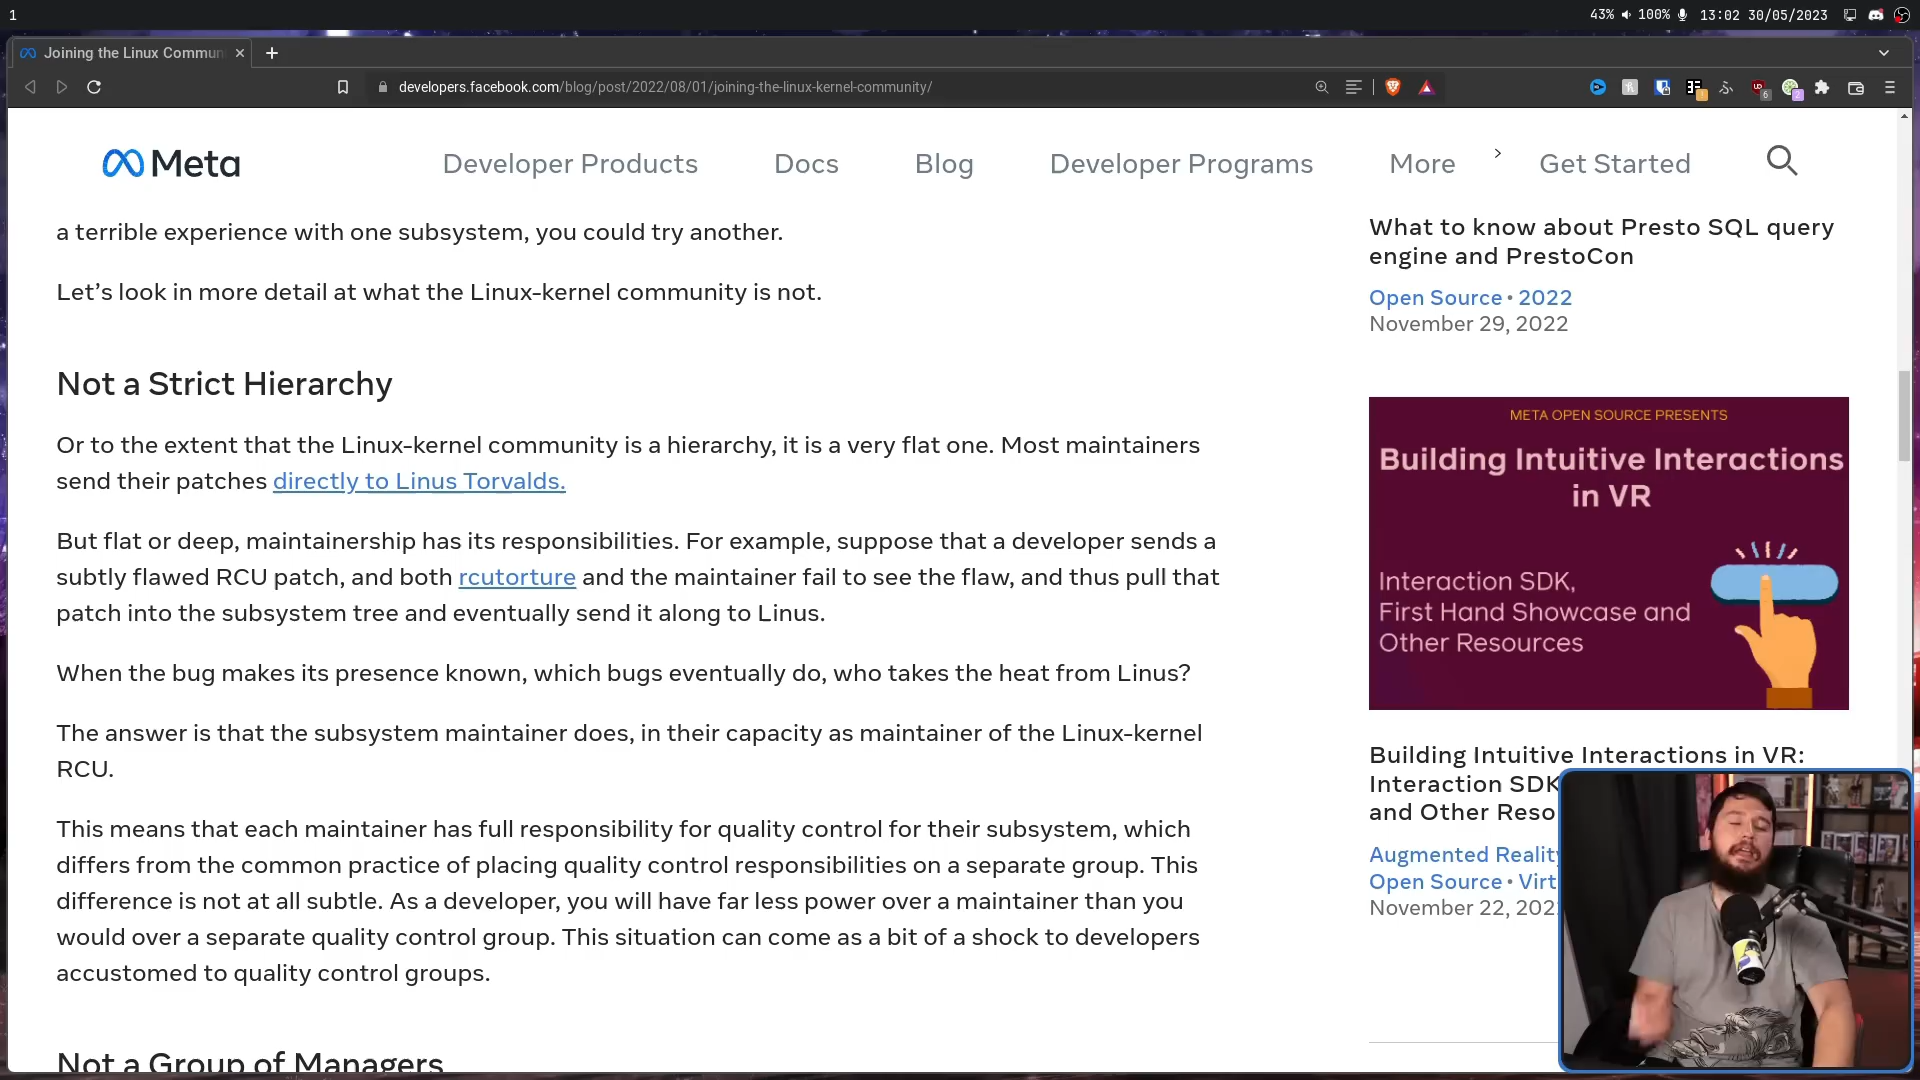 1
43% 100% 13:02 30/05/2023
Joining the Linux Commun
developers.facebook.com/blog/post/2022/08/01/joining-the-linux-kernel-community/
Meta
Developer Products Docs Blog Developer Programs More Get Started
a terrible experience with one subsystem, you could try another.
Let’s look in more detail at what the Linux-kernel community is not.
Not a Strict Hierarchy
Or to the extent that the Linux-kernel community is a hierarchy, it is a very flat one. Most maintainers
send their patches directly to Linus Torvalds.
But flat or deep, maintainership has its responsibilities. For example, suppose that a developer sends a
subtly flawed RCU patch, and both rcutorture and the maintainer fail to see the flaw, and thus pull that
patch into the subsystem tree and eventually send it along to Linus.
When the bug makes its presence known, which bugs eventually do, who takes the heat from Linus?
The answer is that the subsystem maintainer does, in their capacity as maintainer of the Linux-kernel
RCU.
This means that each maintainer has full responsibility for quality control for their subsystem, which
differs from the common practice of placing quality control responsibilities on a separate group. This
difference is not at all subtle. As a developer, you will have far less power over a maintainer than you
would over a separate quality control group. This situation can come as a bit of a shock to developers
accustomed to quality control groups.
Not a Group of Managers
What to know about Presto SQL query
engine and PrestoCon
Open Source • 2022
November 29, 2022
META OPEN SOURCE PRESENTS
Building Intuitive Interactions
in VR
Interaction SDK,
First Hand Showcase and
Other Resources
Building Intuitive Interactions in VR:
Interaction SDK
and Other Reso
Augmented Reality
Open Source • Virt
November 22, 202